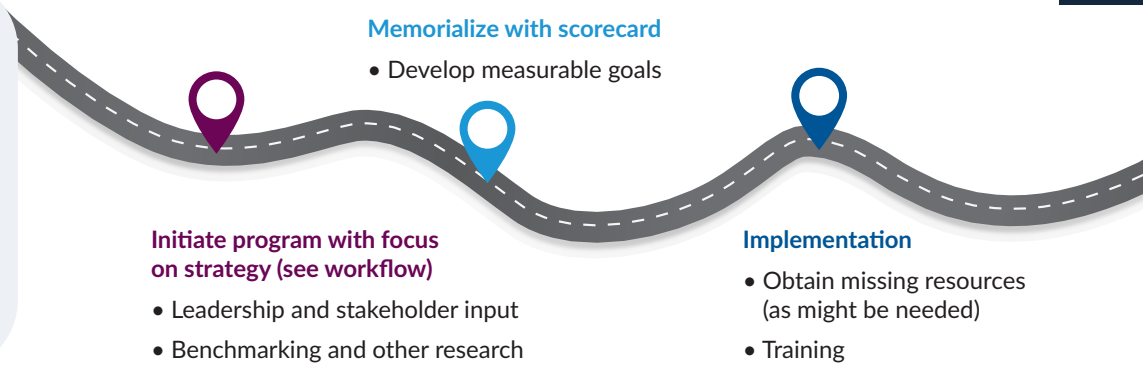 Memorialize with scorecard
• Develop measurable goals
Initiate program with focus
on strategy (see workflow)
• Leadership and stakeholder input
• Benchmarking and other research
Implementation
• Obtain missing resources
(as might be needed)
• Training